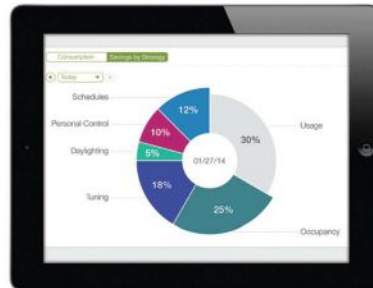 Consumption Savings by Strategy
Today
Schedules
12%
Personal Control
10%
Usage
30%
Daylighting
5%
01/27/14
18%
Tuning
25%
Occupancy